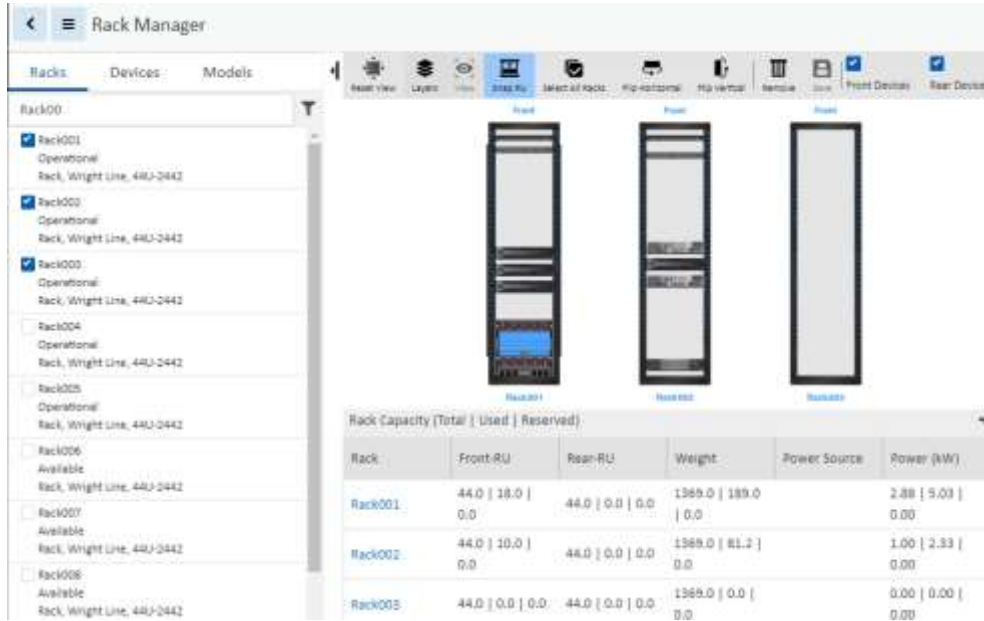 Rack Manager
Racks Devices Models
Rack00
Rack001
Operational
Rack, Wright Line, 44U-2442
Rack002
Operational
Rack, Wright Line, 44U-2442
Rack003
Operational
Rack, Wright Line, 44U-2442
Rack004
Operational
Rack, Wright Line, 44U-2442
Rack005
Operational
Rack, Wright Line, 44U-2442
Rack006
Available
Rack, Wright Line, 44U-2442
Rack007
Available
Rack, Wright Line, 44U-2442
Rack008
Available
Rack, Wright Line, 44U-2442
Reset View Layers View Snap RU Select all Racks Flip Horizontal Flip Vertical Remove Save Front Devices Rear Device
Front Front Front
Rack001 Rack002 Rack003
Rack Capacity (Total | Used | Reserved)
Rack Front-RU Rear-RU Weight Power Source Power (kW)
Rack001 44.0 | 18.0 | 44.0 | 0.0 | 0.0 1369.0 | 189.0 2.88 | 5.03 |
0.0 | 0.0 0.00
Rack002 44.0 | 10.0 | 44.0 | 0.0 | 0.0 1369.0 | 81.2 | 1.00 | 2.33 |
0.0 0.0 0.00
Rack003 44.0 | 0.0 | 0.0 44.0 | 0.0 | 0.0 1369.0 | 0.0 | 0.00 | 0.00 |
0.0 0.00